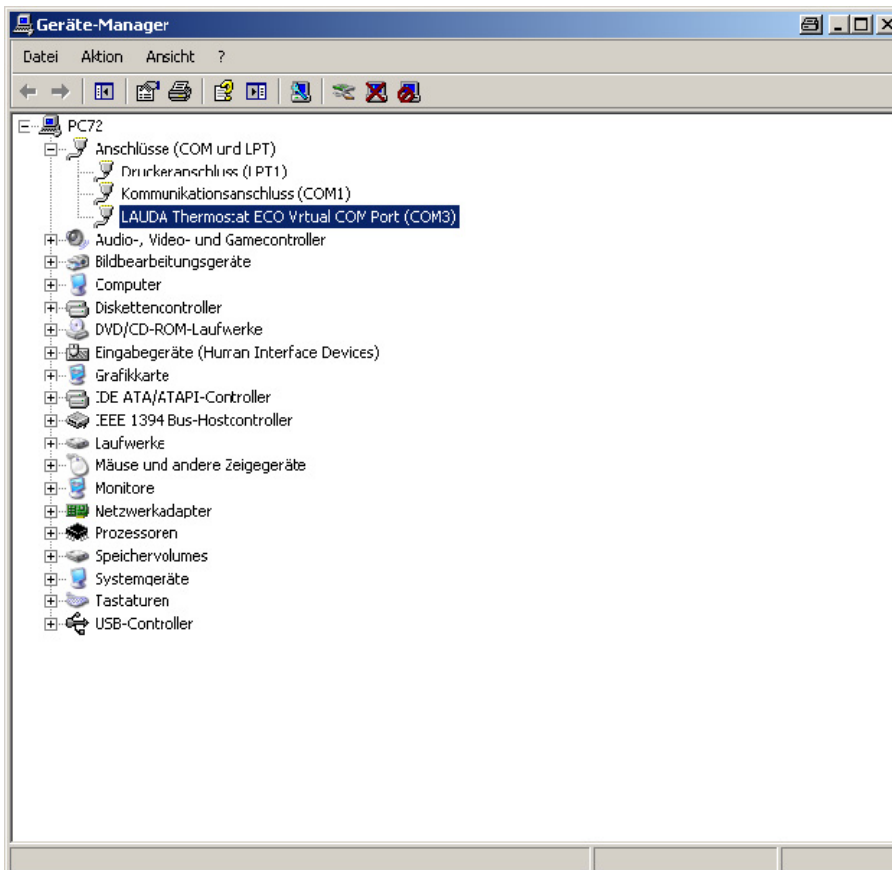 Geräte-Manager
Datei Aktion Ansicht ?
PC72
Anschlüsse (COM und LPT)
Druckeranschluss (LPT1)
Kommunikationsanschluss (COM1)
LAUDA Thermostat ECO Virtual COM Port (COM3)
Audio-, Video- und Gamecontroller
Bildbearbeitungsgeräte
Computer
Diskettencontroller
DVD/CD-ROM-Laufwerke
Eingabegeräte (Human Interface Devices)
Grafikkarte
IDE ATA/ATAPI-Controller
IEEE 1394 Bus-Hostcontroller
Laufwerke
Mäuse und andere Zeigegeräte
Monitore
Netzwerkadapter
Prozessoren
Speichervolumes
Systemgeräte
Tastaturen
USB-Controller